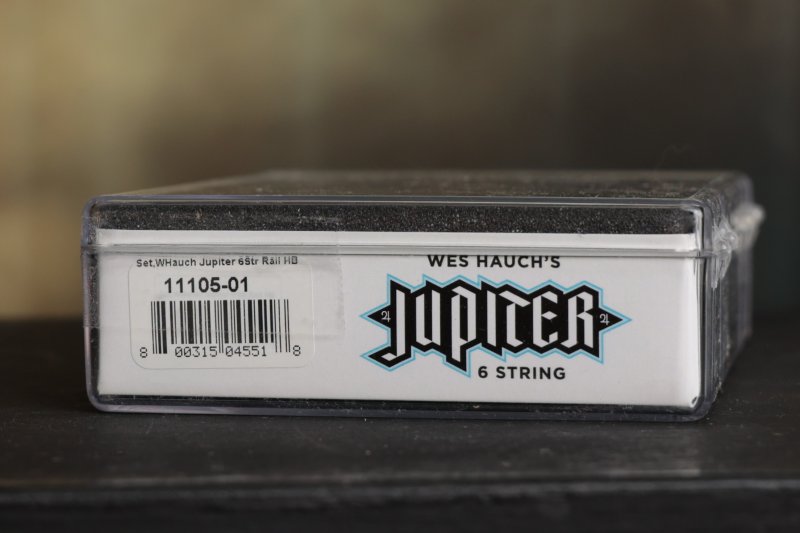 Set,WHauch Jupiter 6Str Rail HB
11105-01
8 00315 04551 8
WES HAUCH'S
♃ JUPITER ♃
6 STRING